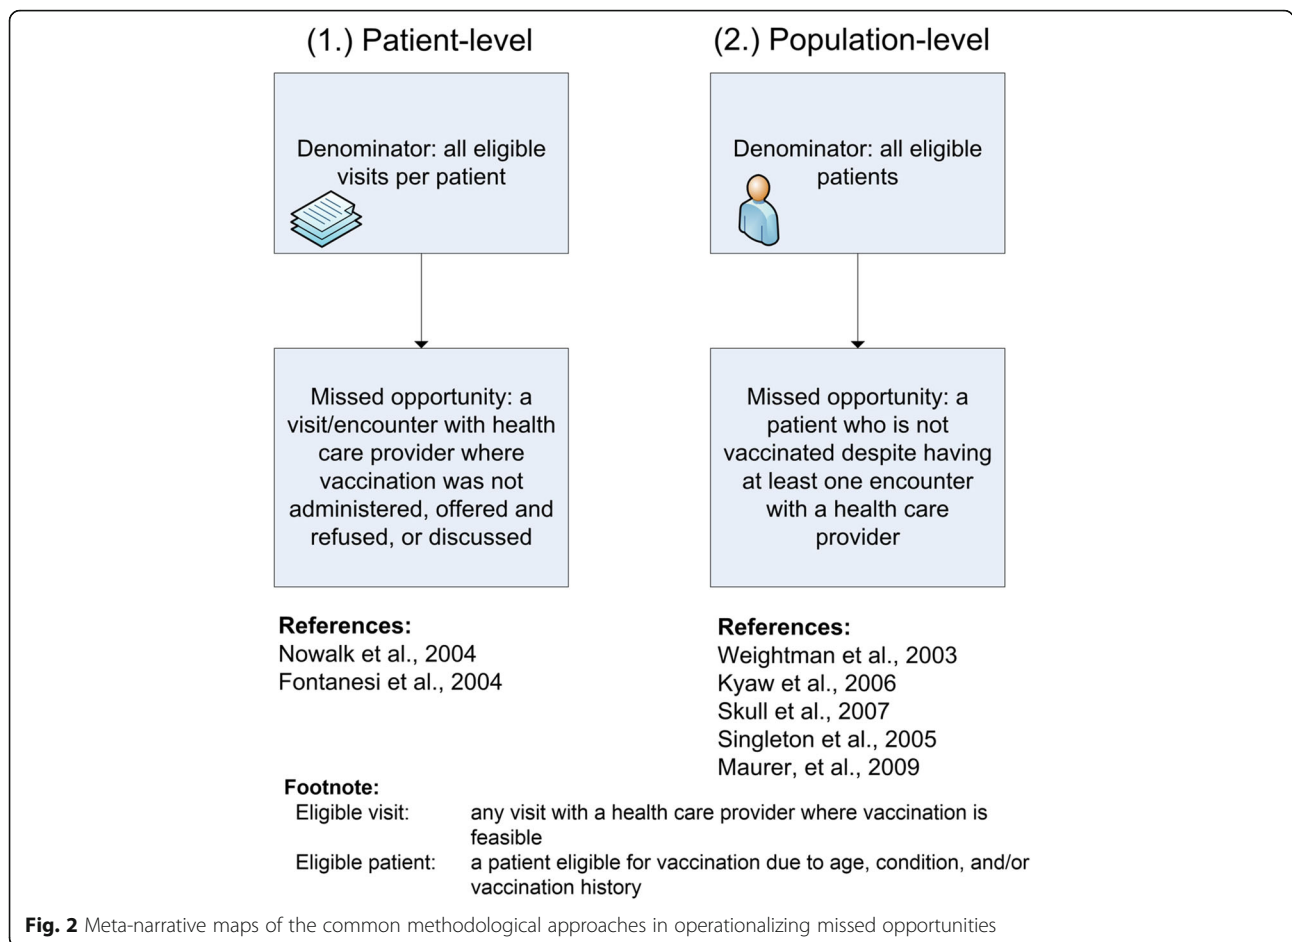 (1.) Patient-level
Denominator: all eligible
visits per patient
Missed opportunity: a
visit/encounter with health
care provider where
vaccination was not
administered, offered and
refused, or discussed
References:
Nowalk et al., 2004
Fontanesi et al., 2004
(2.) Population-level
Denominator: all eligible
patients
Missed opportunity: a
patient who is not
vaccinated despite having
at least one encounter
with a health care
provider
References:
Weightman et al., 2003
Kyaw et al., 2006
Skull et al., 2007
Singleton et al., 2005
Maurer, et al., 2009
Footnote:
Eligible visit: any visit with a health care provider where vaccination is
feasible
Eligible patient: a patient eligible for vaccination due to age, condition, and/or
vaccination history
Fig. 2 Meta-narrative maps of the common methodological approaches in operationalizing missed opportunities